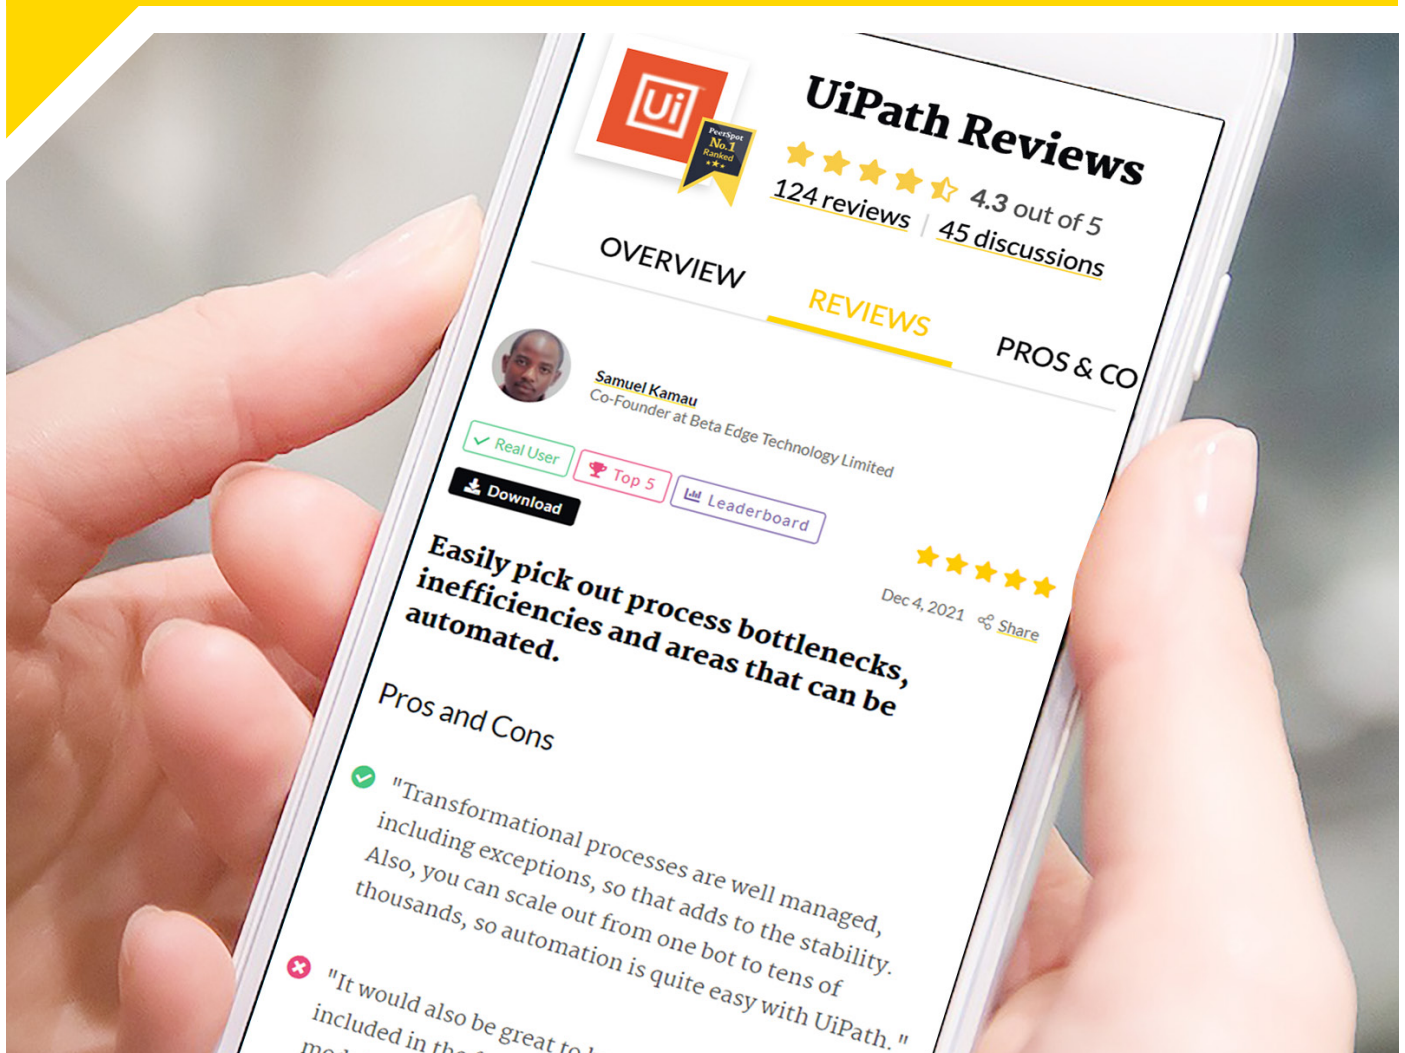 Ui
PeerSpot
No.1
Ranked
UiPath Reviews
4.3 out of 5
124 reviews | 45 discussions
OVERVIEW
REVIEWS
PROS & CO
Samuel Kamau
Co-Founder at Beta Edge Technology Limited
Real User
Top 5
Leaderboard
Download
Easily pick out process bottlenecks,
inefficiencies and areas that can be
automated.
Dec 4, 2021
Share
Pros and Cons
"Transformational processes are well managed,
including exceptions, so that adds to the stability.
Also, you can scale out from one bot to tens of
thousands, so automation is quite easy with UiPath."
"It would also be great to
included in the